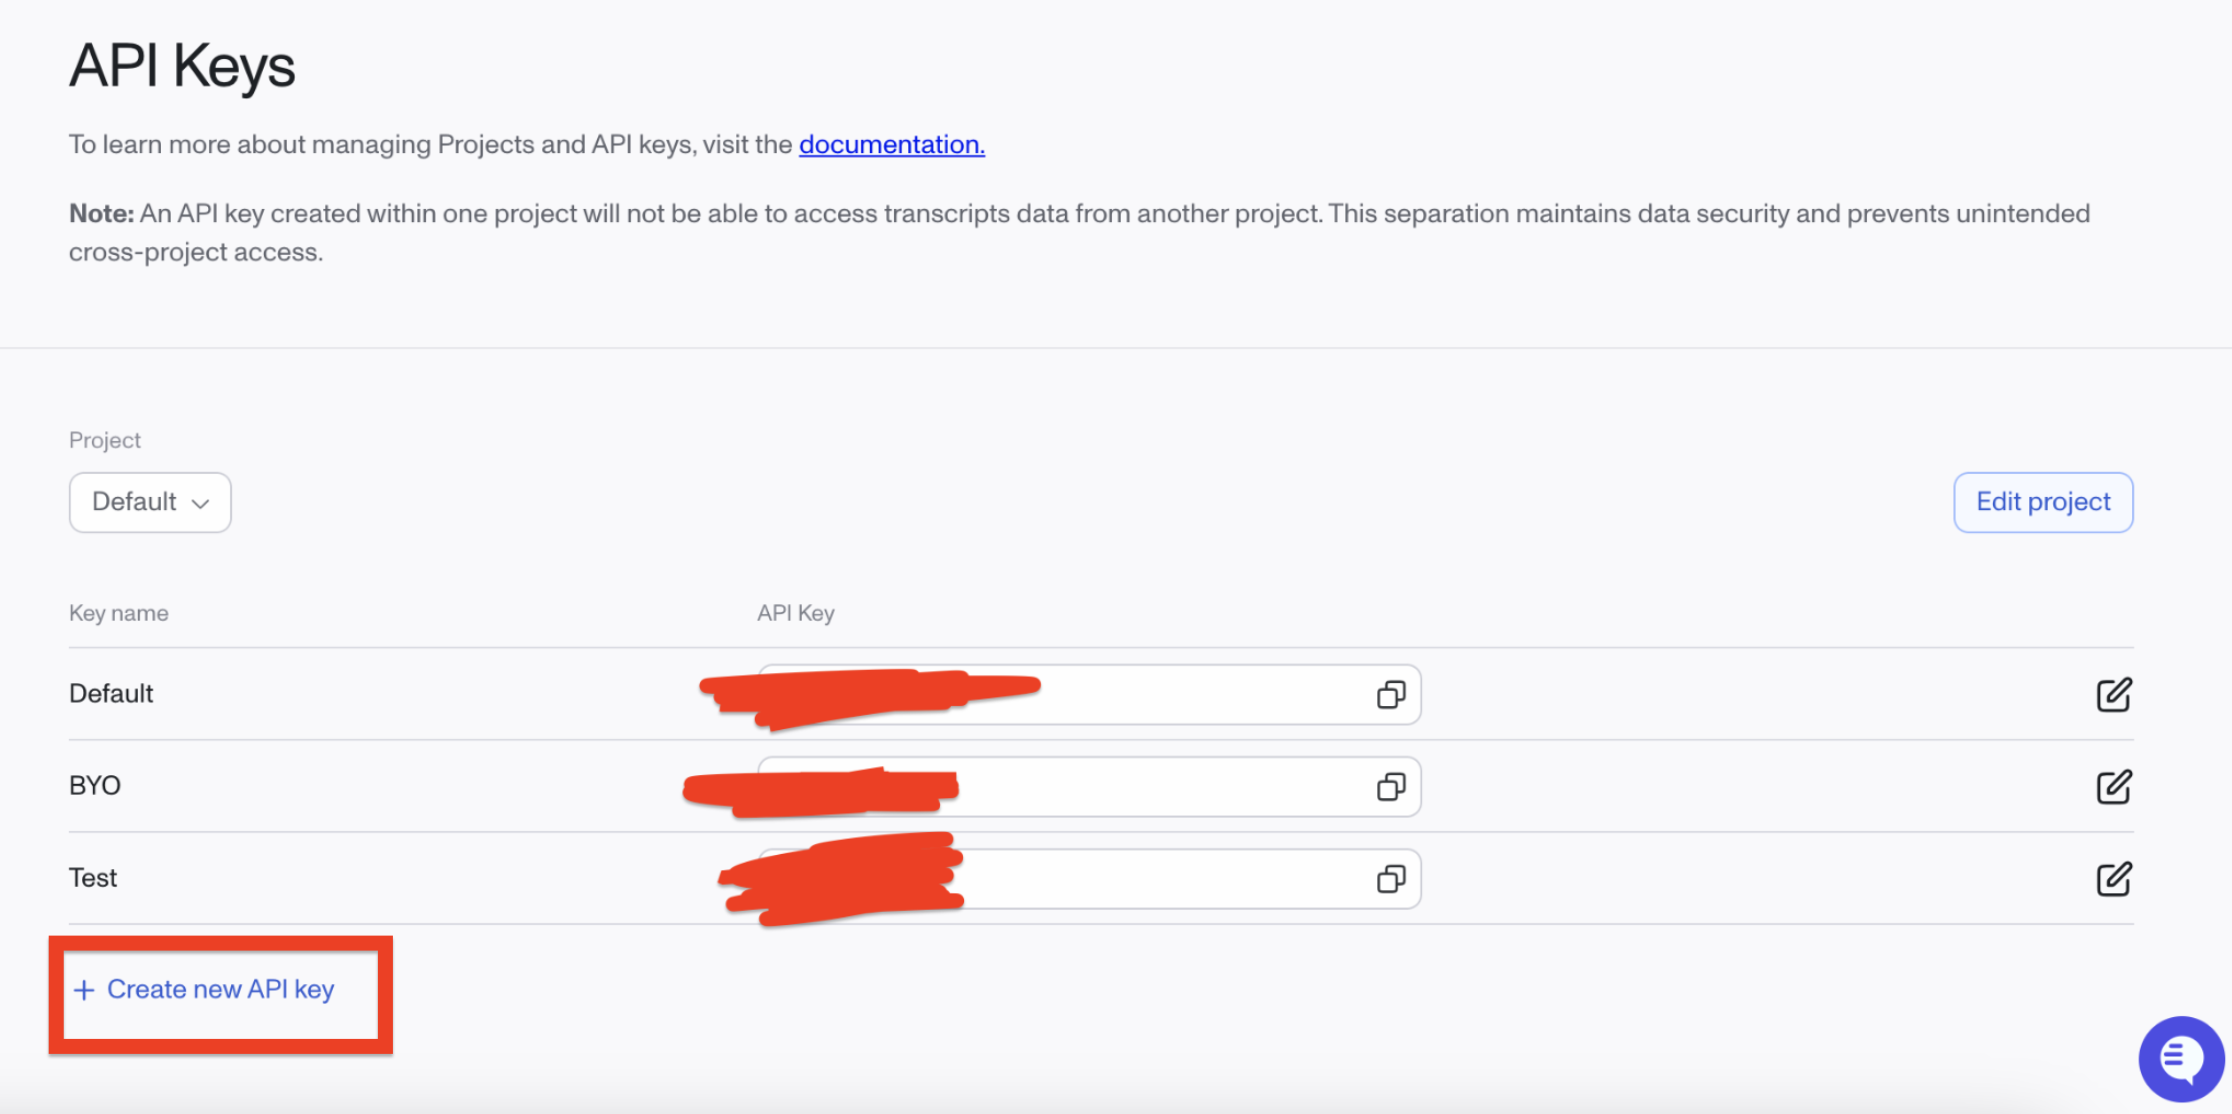 API Keys
To learn more about managing Projects and API keys, visit the documentation.
Note: An API key created within one project will not be able to access transcripts data from another project. This separation maintains data security and prevents unintended
cross-project access.
Project
Default
Edit project
Key name
API Key
Default
BYO
Test
+ Create new API key